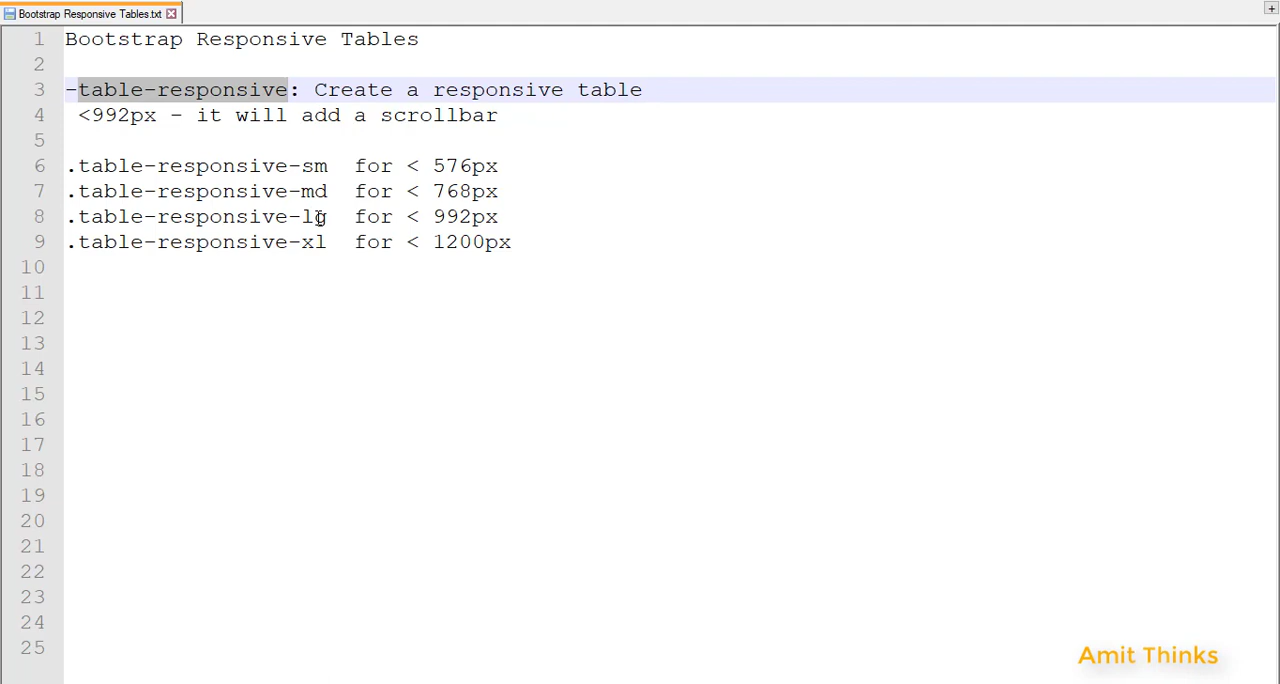 Bootstrap Responsive Tables.txt
+
1 Bootstrap Responsive Tables
2
3 -table-responsive: Create a responsive table
4 <992px - it will add a scrollbar
5
6 .table-responsive-sm for < 576px
7 .table-responsive-md for < 768px
8 .table-responsive-lg for < 992px
9 .table-responsive-xl for < 1200px
10
11
12
13
14
15
16
17
18
19
20
21
22
23
24
25
Amit Thinks